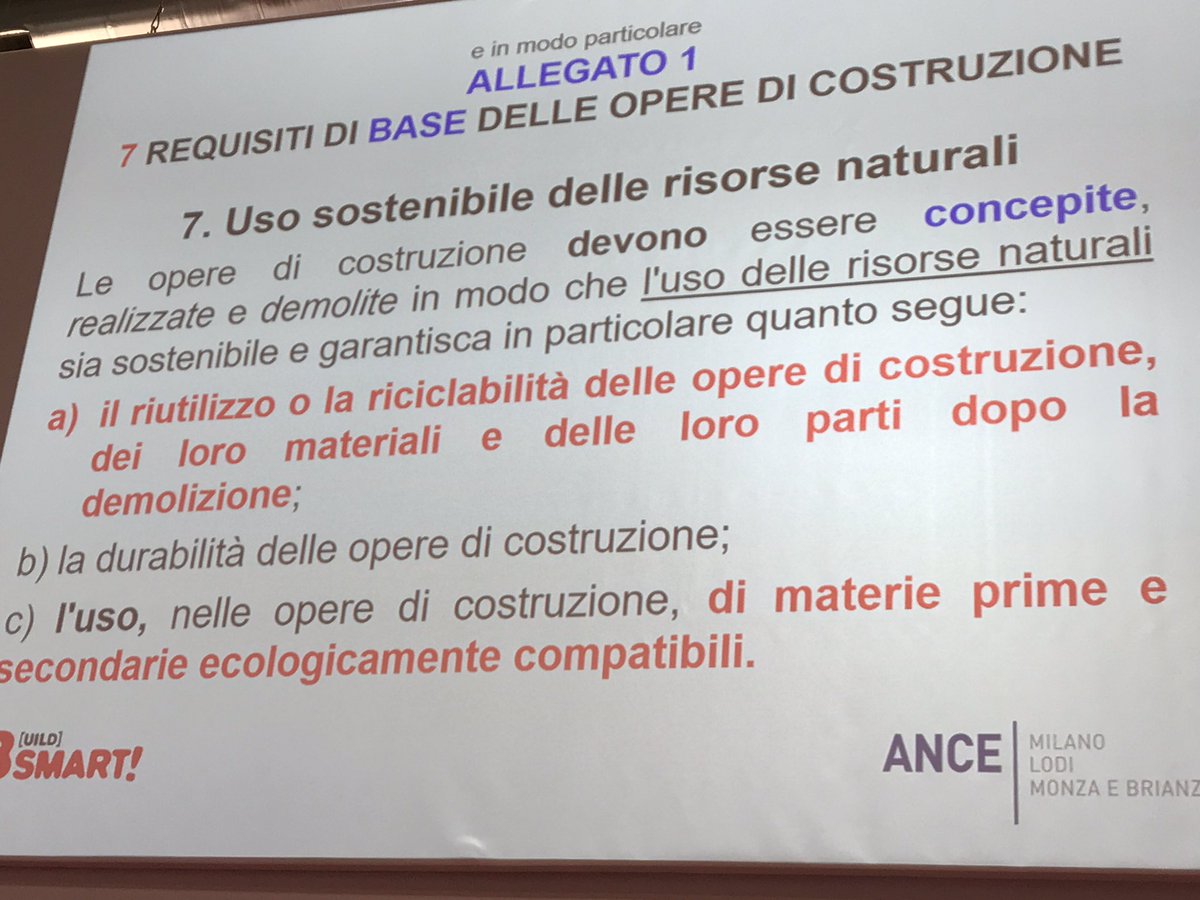 e in modo particolare
ALLEGATO 1
7 REQUISITI DI BASE DELLE OPERE DI COSTRUZIONE
7. Uso sostenibile delle risorse naturali
Le opere di costruzione devono essere concepite,
realizzate e demolite in modo che l'uso delle risorse naturali
sia sostenibile e garantisca in particolare quanto segue:
a) il riutilizzo o la riciclabilità delle opere di costruzione,
dei loro materiali e delle loro parti dopo la
demolizione;
b) la durabilità delle opere di costruzione;
c) l'uso, nelle opere di costruzione, di materie prime e
secondarie ecologicamente compatibili.
B[UILD]
SMART!
ANCE
MILANO
LODI
MONZA E BRIANZ